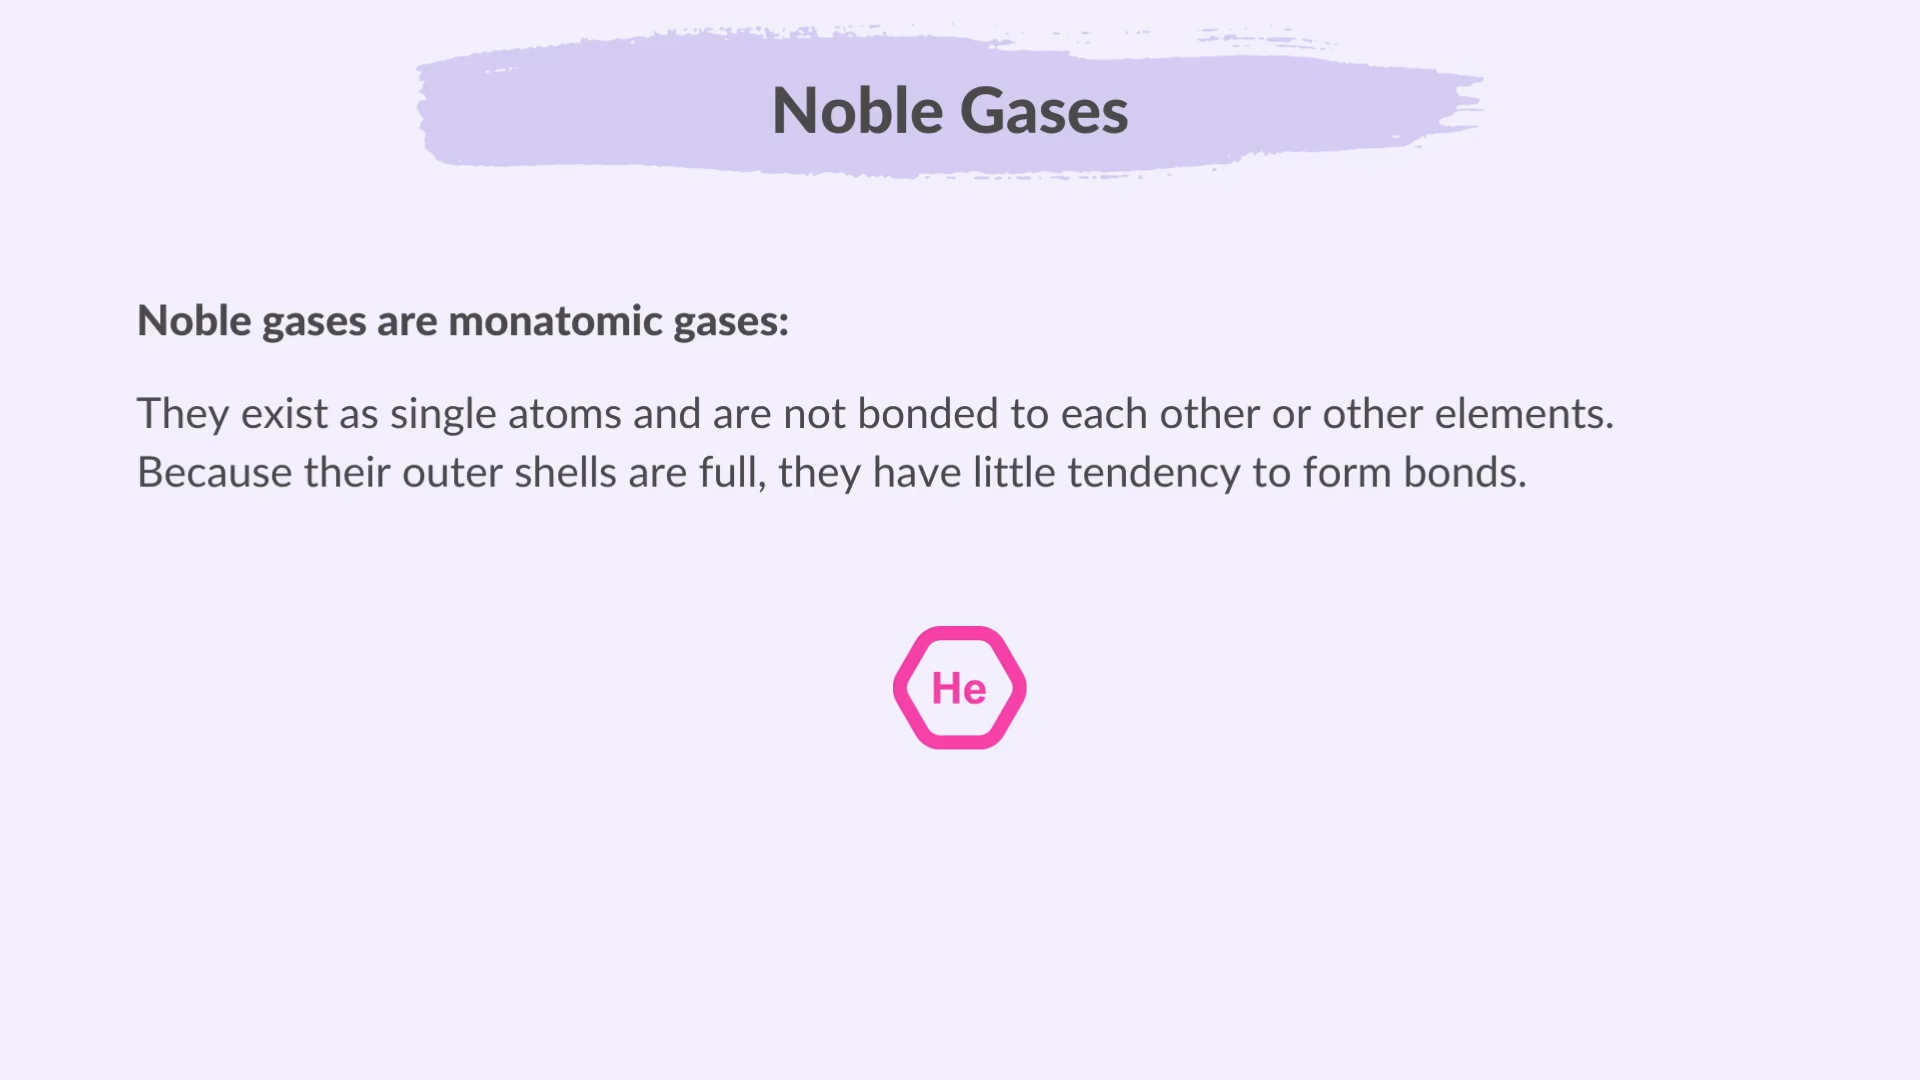 Noble Gases
Noble gases are monatomic gases:
They exist as single atoms and are not bonded to each other or other elements.
Because their outer shells are full, they have little tendency to form bonds.
He